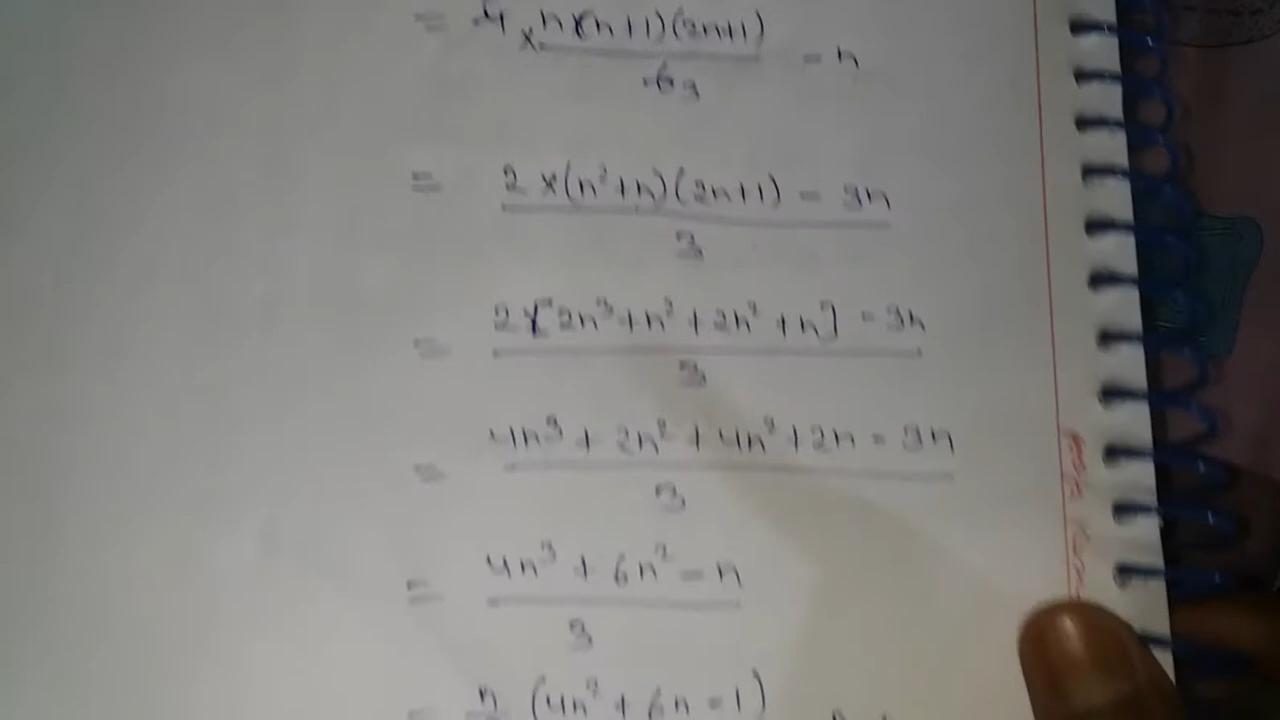 = 4 × n(n+1)(2n+1) / 6 3 - n
= 2×(n²+n)(2n+1) - 3n / 3
= 2×[2n³+n²+2n²+n] - 3n / 3
= 4n³ + 2n² + 4n² + 2n - 3n / 3
= 4n³ + 6n² - n / 3
= n (4n² + 6n - 1)